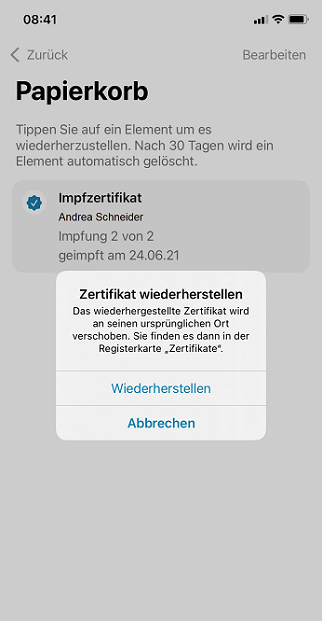 08:41
Zurück
Bearbeiten
Papierkorb
Tippen Sie auf ein Element um es
wiederherzustellen. Nach 30 Tagen wird ein
Element automatisch gelöscht.
Impfzertifikat
Andrea Schneider
Impfung 2 von 2
geimpft am 24.06.21
Zertifikat wiederherstellen
Das wiederhergestellte Zertifikat wird
an seinen ursprünglichen Ort
verschoben. Sie finden es dann in der
Registerkarte „Zertifikate“.
Wiederherstellen
Abbrechen